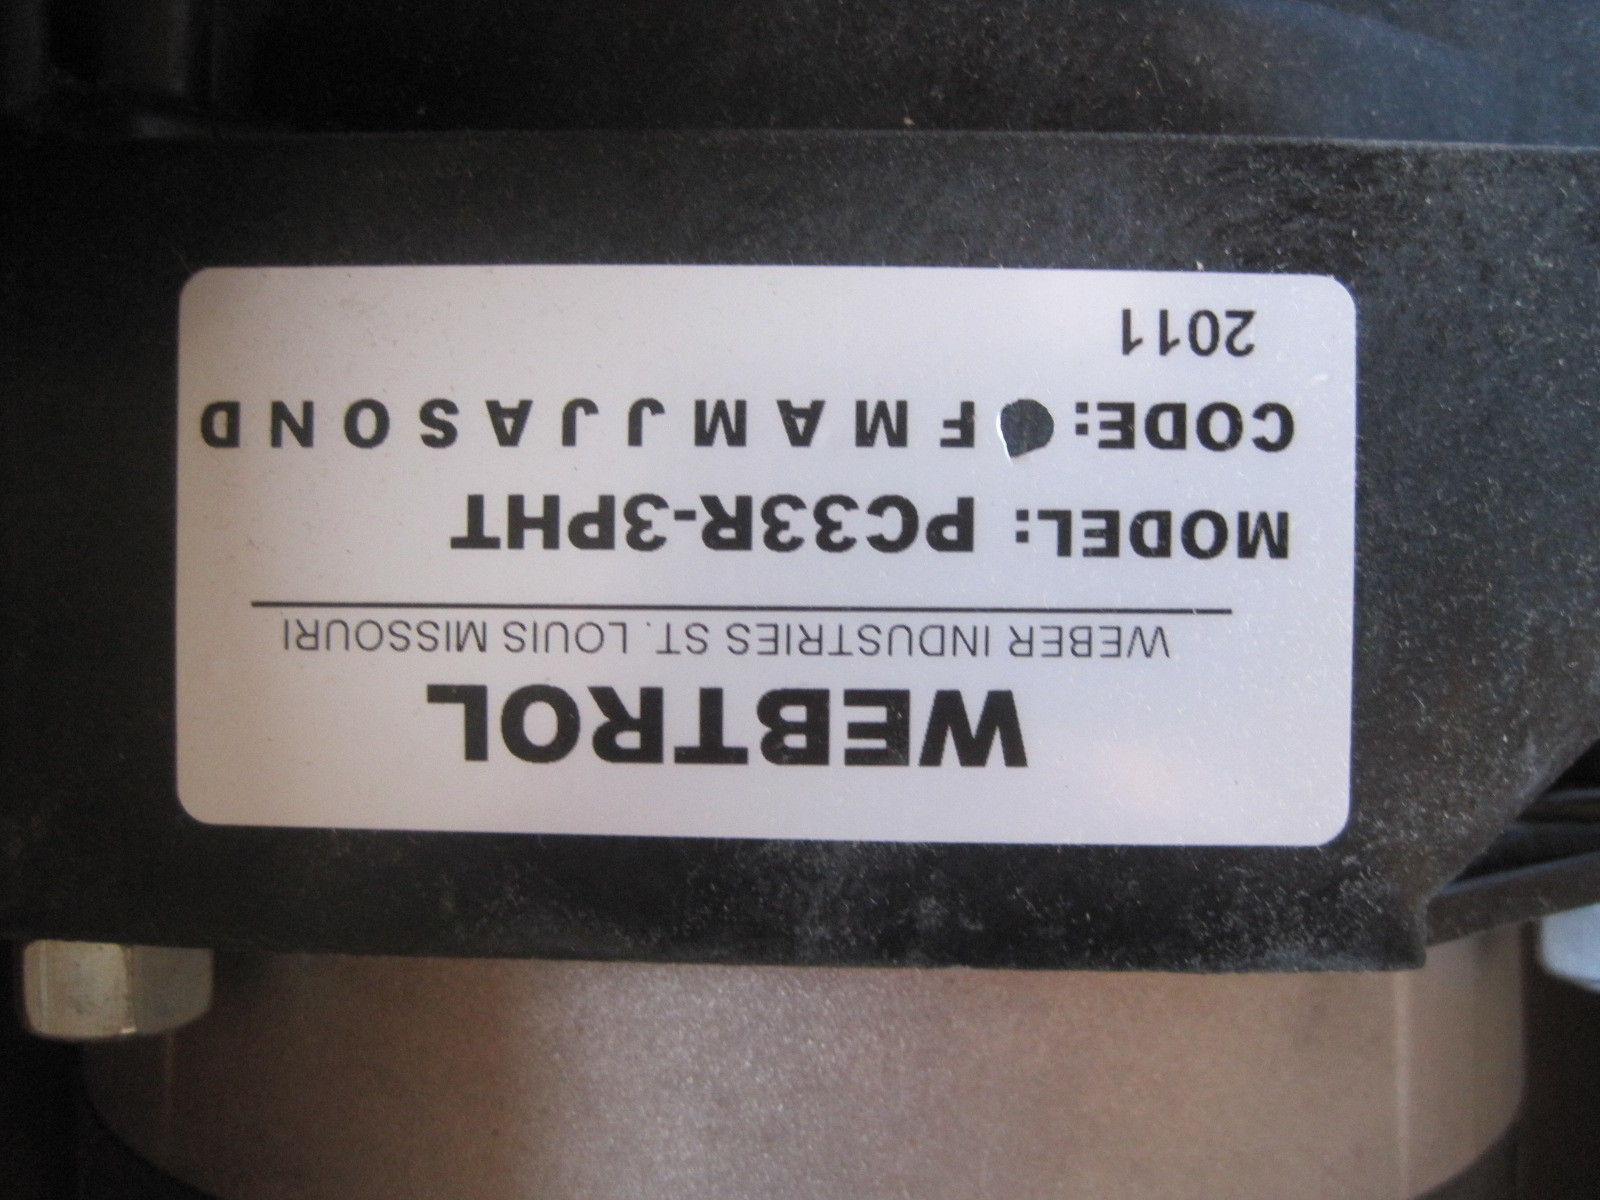 WEBTROL
WEBER INDUSTRIES ST. LOUIS MISSOURI
MODEL: PC33R-3PHT
CODE: F M A M J J A S O N D
2011